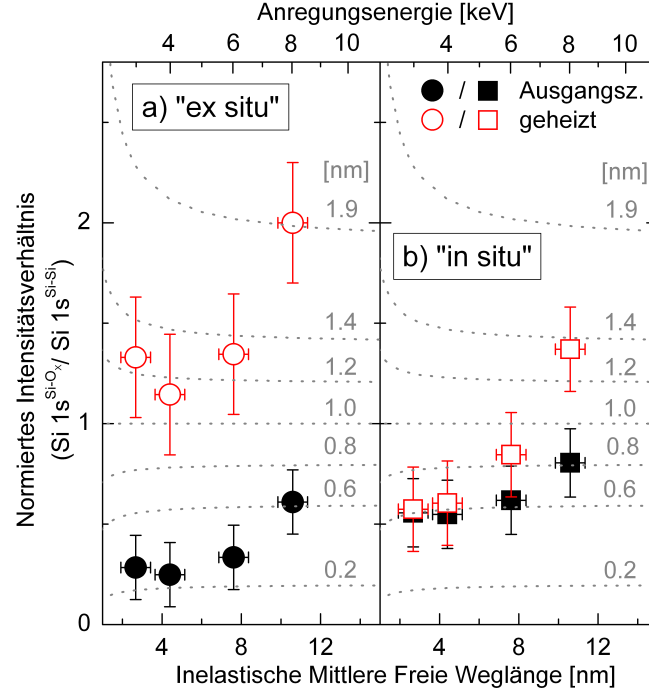 Anregungsenergie [keV]
4 6 8 10 4 6 8 10
a) "ex situ"
/ Ausgangsz.
/ geheizt
[nm] [nm]
1.9 1.9
b) "in situ"
1.4 1.4
1.2 1.2
1.0 1.0
0.8 0.8
0.6 0.6
0.2 0.2
2
1
0
Normiertes Intensitätsverhältnis
(Si 1s^Si-Oₓ/ Si 1s^Si-Si)
4 8 12 4 8 12
Inelastische Mittlere Freie Weglänge [nm]